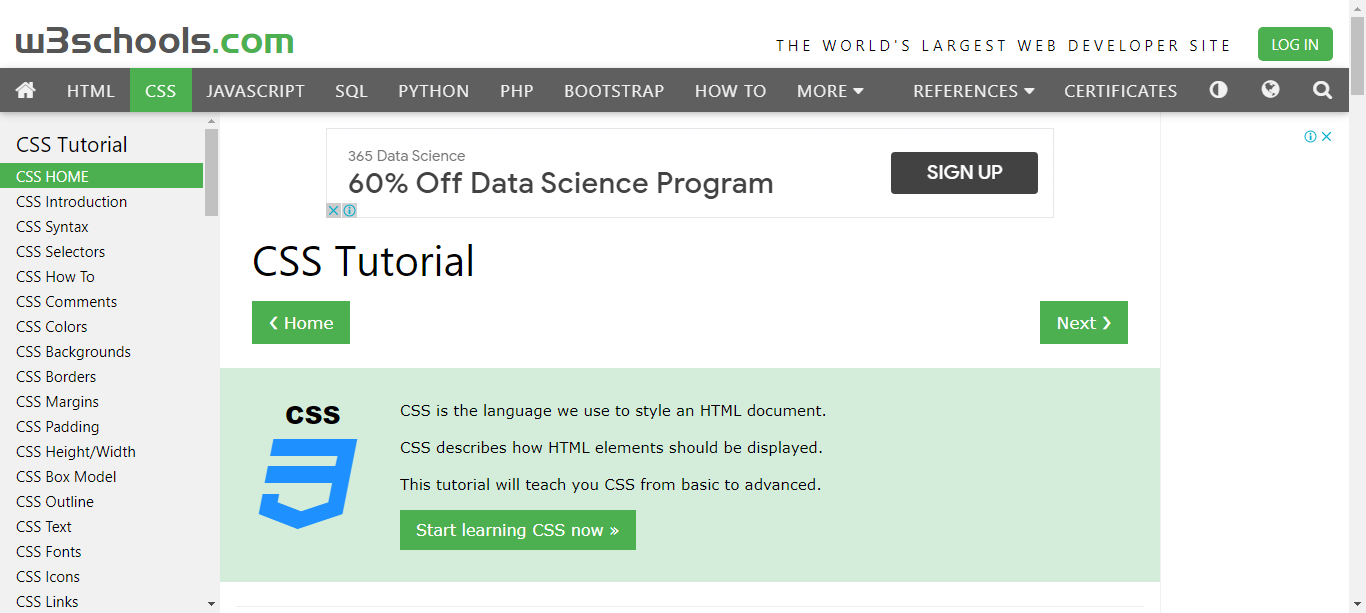 w3schools.com
THE WORLD'S LARGEST WEB DEVELOPER SITE
LOG IN
HTML CSS JAVASCRIPT SQL PYTHON PHP BOOTSTRAP HOW TO MORE REFERENCES CERTIFICATES
CSS Tutorial
CSS HOME
CSS Introduction
CSS Syntax
CSS Selectors
CSS How To
CSS Comments
CSS Colors
CSS Backgrounds
CSS Borders
CSS Margins
CSS Padding
CSS Height/Width
CSS Box Model
CSS Outline
CSS Text
CSS Fonts
CSS Icons
CSS Links
365 Data Science
60% Off Data Science Program
SIGN UP
CSS Tutorial
❮ Home
Next ❯
CSS
CSS is the language we use to style an HTML document.
CSS describes how HTML elements should be displayed.
This tutorial will teach you CSS from basic to advanced.
Start learning CSS now »